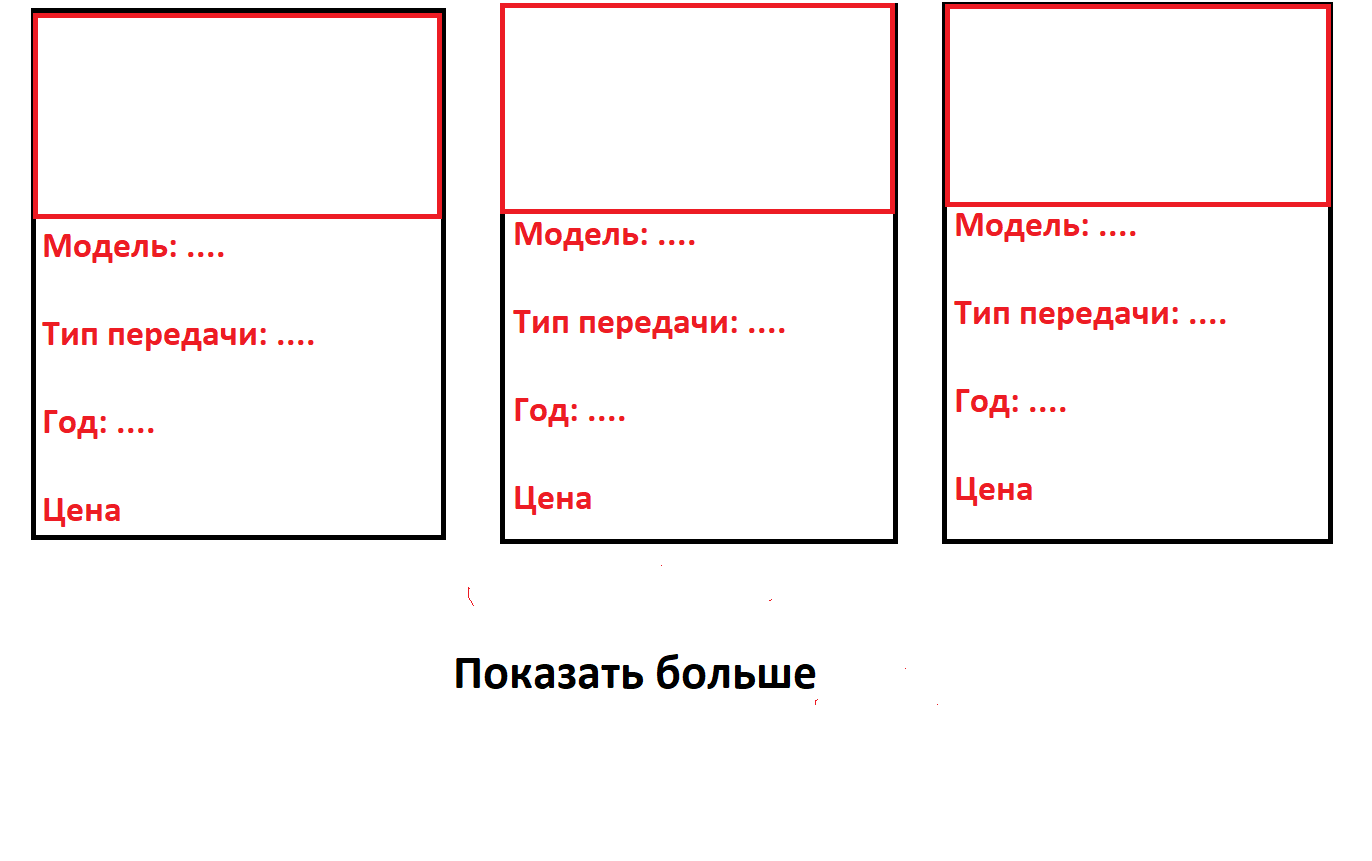 Модель: ....
Тип передачи: ....
Год: ....
Цена
Модель: ....
Тип передачи: ....
Год: ....
Цена
Модель: ....
Тип передачи: ....
Год: ....
Цена
Показать больше